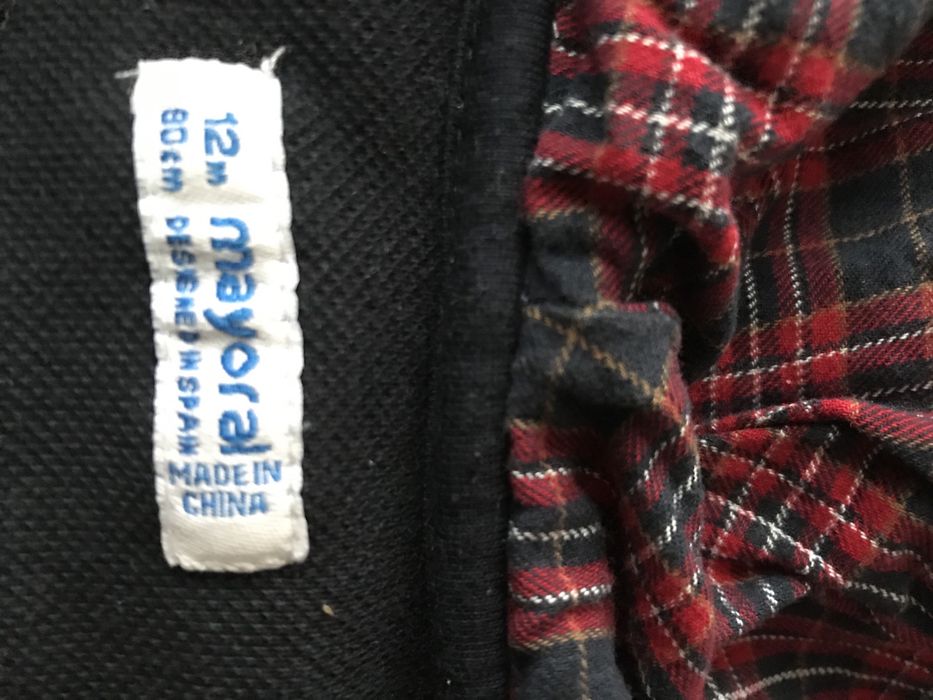 12M mayoral
80cm DESIGNED IN SPAIN
MADE IN
CHINA